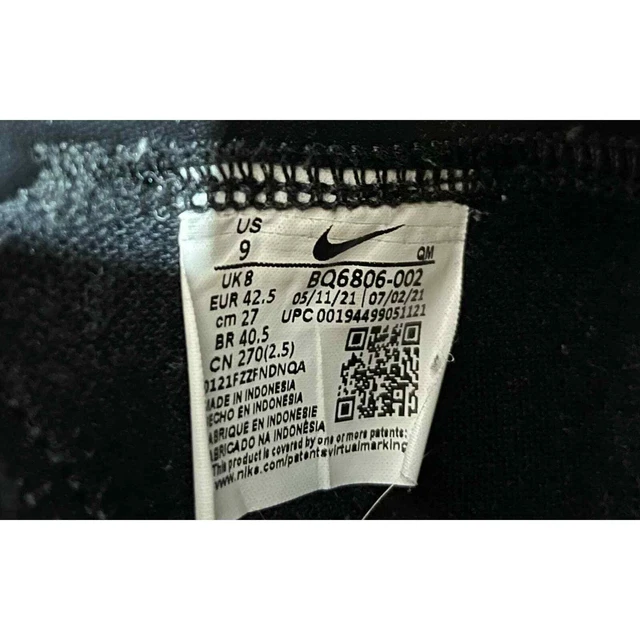 US
9
QM
UK 8
BQ6806-002
EUR 42.5
05/11/21 07/02/21
cm 27
UPC 00194499051121
BR 40.5
CN 270(2.5)
0121FZZFNDNQA
MADE IN INDONESIA
HECHO EN INDONESIA
FABRIQUE EN INDONESIE
FABRICADO NA INDONÉSIA
This product is covered by one or more patents:
www.nike.com/patentsvirtualmarking